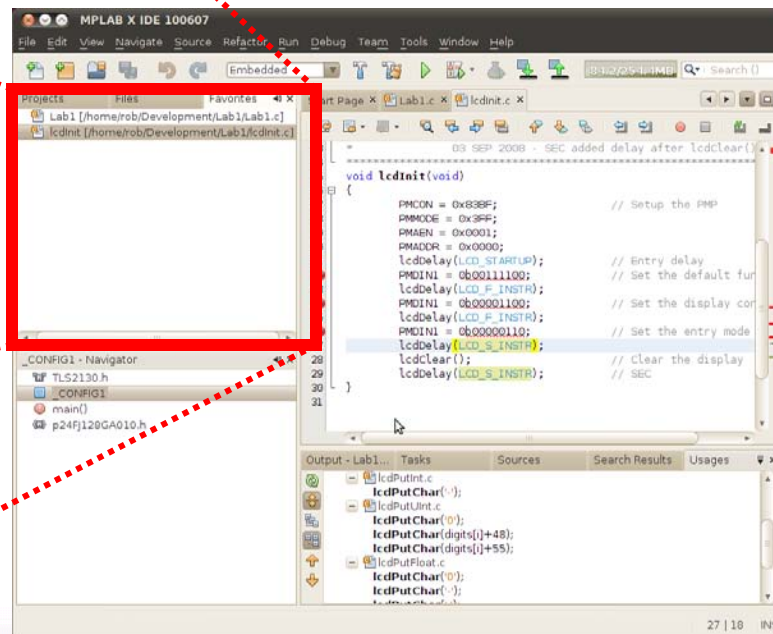 MPLAB X IDE 100607
File Edit View Navigate Source Refactor Run Debug Team Tools Window Help
Embedded
84.2/254.4MB
Search ()
Projects Files Favorites
Lab1 [/home/rob/Development/Lab1/Lab1.c]
lcdInit [/home/rob/Development/Lab1/lcdInit.c]
Page Lab1.c lcdinit.c
* 03 SEP 2008 - SEC added delay after lcdClear()
void lcdInit(void)
{
PMCON = 0x83BF; // Setup the PMP
PMMODE = 0x3FF;
PMAEN = 0x0001;
PMADDR = 0x0000;
lcdDelay(LCD_STARTUP); // Entry delay
PMDIN1 = 0b00111100; // Set the default fun
lcdDelay(LCD_F_INSTR);
PMDIN1 = 0b00001100; // Set the display con
lcdDelay(LCD_F_INSTR);
PMDIN1 = 0b00000110; // Set the entry mode
lcdDelay(LCD_S_INSTR);
28 lcdClear(); // Clear the display
29 lcdDelay(LCD_S_INSTR); // SEC
30 }
31
_CONFIG1 - Navigator
TLS2130.h
_CONFIG1
main()
p24FJ128GA010.h
Output - Lab1... Tasks Sources Search Results Usages
lcdPutInt.c
lcdPutChar('-');
lcdPutUInt.c
lcdPutChar('0');
lcdPutChar(digits[i]+48);
lcdPutChar(digits[i]+55);
lcdPutFloat.c
lcdPutChar('0');
lcdPutChar('-');
27 | 18 INS